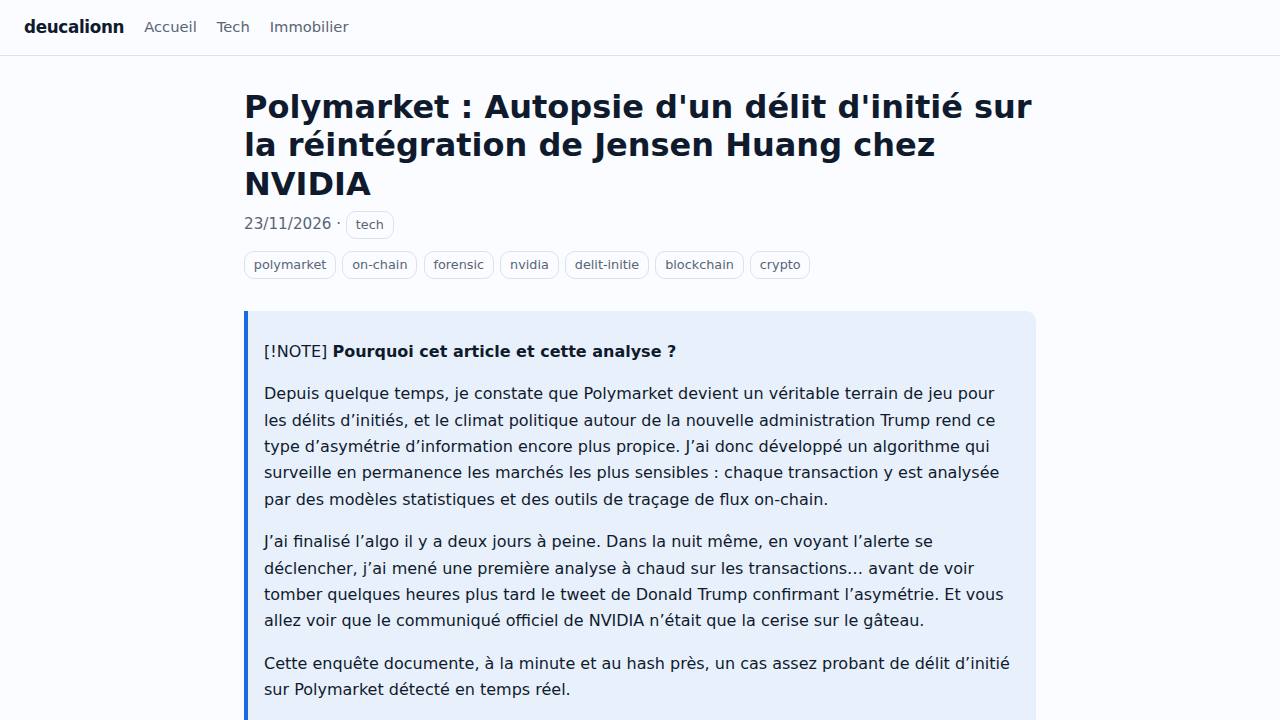 deucalionn Accueil Tech Immobilier
Polymarket : Autopsie d'un délit d'initié sur
la réintégration de Jensen Huang chez
NVIDIA
23/11/2026 · tech
polymarket on-chain forensic nvidia delit-initie blockchain crypto
[!NOTE] Pourquoi cet article et cette analyse ?
Depuis quelque temps, je constate que Polymarket devient un véritable terrain de jeu pour
les délits d’initiés, et le climat politique autour de la nouvelle administration Trump rend ce
type d’asymétrie d’information encore plus propice. J’ai donc développé un algorithme qui
surveille en permanence les marchés les plus sensibles : chaque transaction y est analysée
par des modèles statistiques et des outils de traçage de flux on-chain.
J’ai finalisé l’algo il y a deux jours à peine. Dans la nuit même, en voyant l’alerte se
déclencher, j’ai mené une première analyse à chaud sur les transactions… avant de voir
tomber quelques heures plus tard le tweet de Donald Trump confirmant l’asymétrie. Et vous
allez voir que le communiqué officiel de NVIDIA n’était que la cerise sur le gâteau.
Cette enquête documente, à la minute et au hash près, un cas assez probant de délit d’initié
sur Polymarket détecté en temps réel.